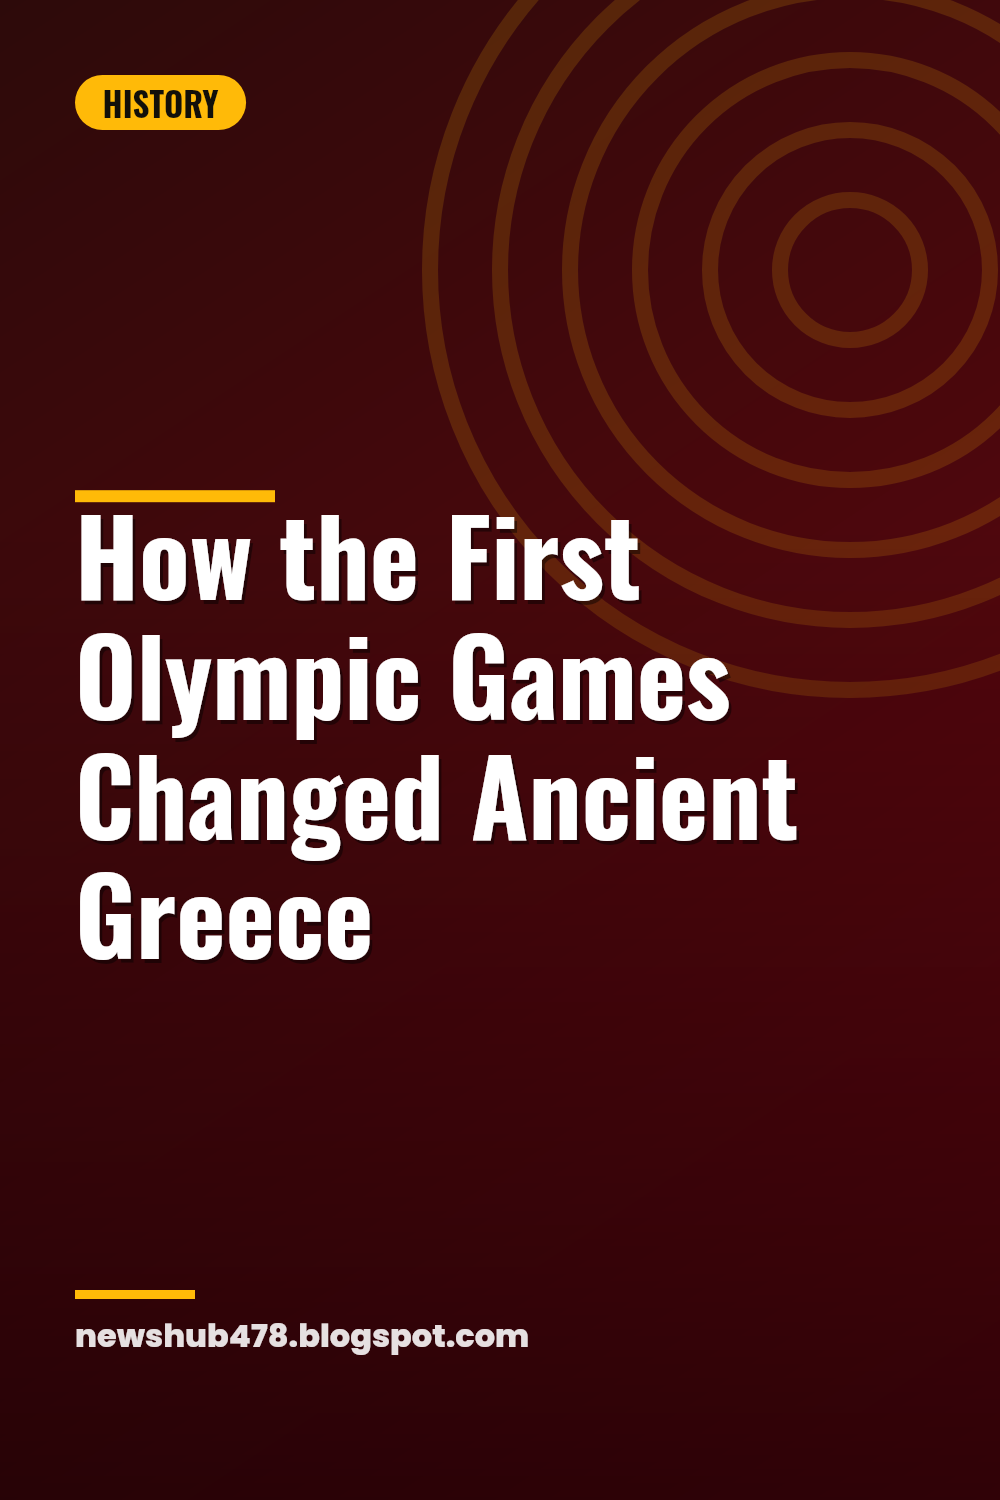 HISTORY
How the First
Olympic Games
Changed Ancient
Greece
newshub478.blogspot.com